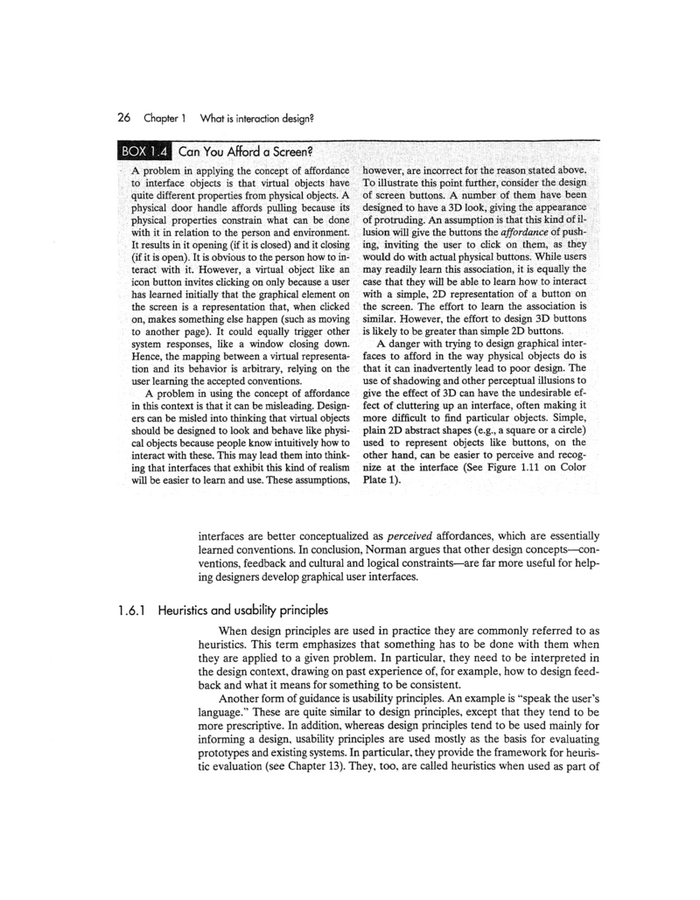 26 Chapter 1 What is interaction design?
BOX 1.4 Can You Afford a Screen?
A problem in applying the concept of affordance
to interface objects is that virtual objects have
quite different properties from physical objects. A
physical door handle affords pulling because its
physical properties constrain what can be done
with it in relation to the person and environment.
It results in it opening (if it is closed) and it closing
(if it is open). It is obvious to the person how to in-
teract with it. However, a virtual object like an
icon button invites clicking on only because a user
has learned initially that the graphical element on
the screen is a representation that, when clicked
on, makes something else happen (such as moving
to another page). It could equally trigger other
system responses, like a window closing down.
Hence, the mapping between a virtual representa-
tion and its behavior is arbitrary, relying on the
user learning the accepted conventions.
A problem in using the concept of affordance
in this context is that it can be misleading. Design-
ers can be misled into thinking that virtual objects
should be designed to look and behave like physi-
cal objects because people know intuitively how to
interact with these. This may lead them into think-
ing that interfaces that exhibit this kind of realism
will be easier to learn and use. These assumptions,
however, are incorrect for the reason stated above.
To illustrate this point further, consider the design
of screen buttons. A number of them have been
designed to have a 3D look, giving the appearance
of protruding. An assumption is that this kind of il-
lusion will give the buttons the affordance of push-
ing, inviting the user to click on them, as they
would do with actual physical buttons. While users
may readily learn this association, it is equally the
case that they will be able to learn how to interact
with a simple, 2D representation of a button on
the screen. The effort to learn the association is
similar. However, the effort to design 3D buttons
is likely to be greater than simple 2D buttons.
A danger with trying to design graphical inter-
faces to afford in the way physical objects do is
that it can inadvertently lead to poor design. The
use of shadowing and other perceptual illusions to
give the effect of 3D can have the undesirable ef-
fect of cluttering up an interface, often making it
more difficult to find particular objects. Simple,
plain 2D abstract shapes (e.g., a square or a circle)
used to represent objects like buttons, on the
other hand, can be easier to perceive and recog-
nize at the interface (See Figure 1.11 on Color
Plate 1).
interfaces are better conceptualized as perceived affordances, which are essentially
learned conventions. In conclusion, Norman argues that other design concepts—con-
ventions, feedback and cultural and logical constraints—are far more useful for help-
ing designers develop graphical user interfaces.
1.6.1 Heuristics and usability principles
When design principles are used in practice they are commonly referred to as
heuristics. This term emphasizes that something has to be done with them when
they are applied to a given problem. In particular, they need to be interpreted in
the design context, drawing on past experience of, for example, how to design feed-
back and what it means for something to be consistent.
Another form of guidance is usability principles. An example is “speak the user’s
language.” These are quite similar to design principles, except that they tend to be
more prescriptive. In addition, whereas design principles tend to be used mainly for
informing a design, usability principles are used mostly as the basis for evaluating
prototypes and existing systems. In particular, they provide the framework for heuris-
tic evaluation (see Chapter 13). They, too, are called heuristics when used as part of